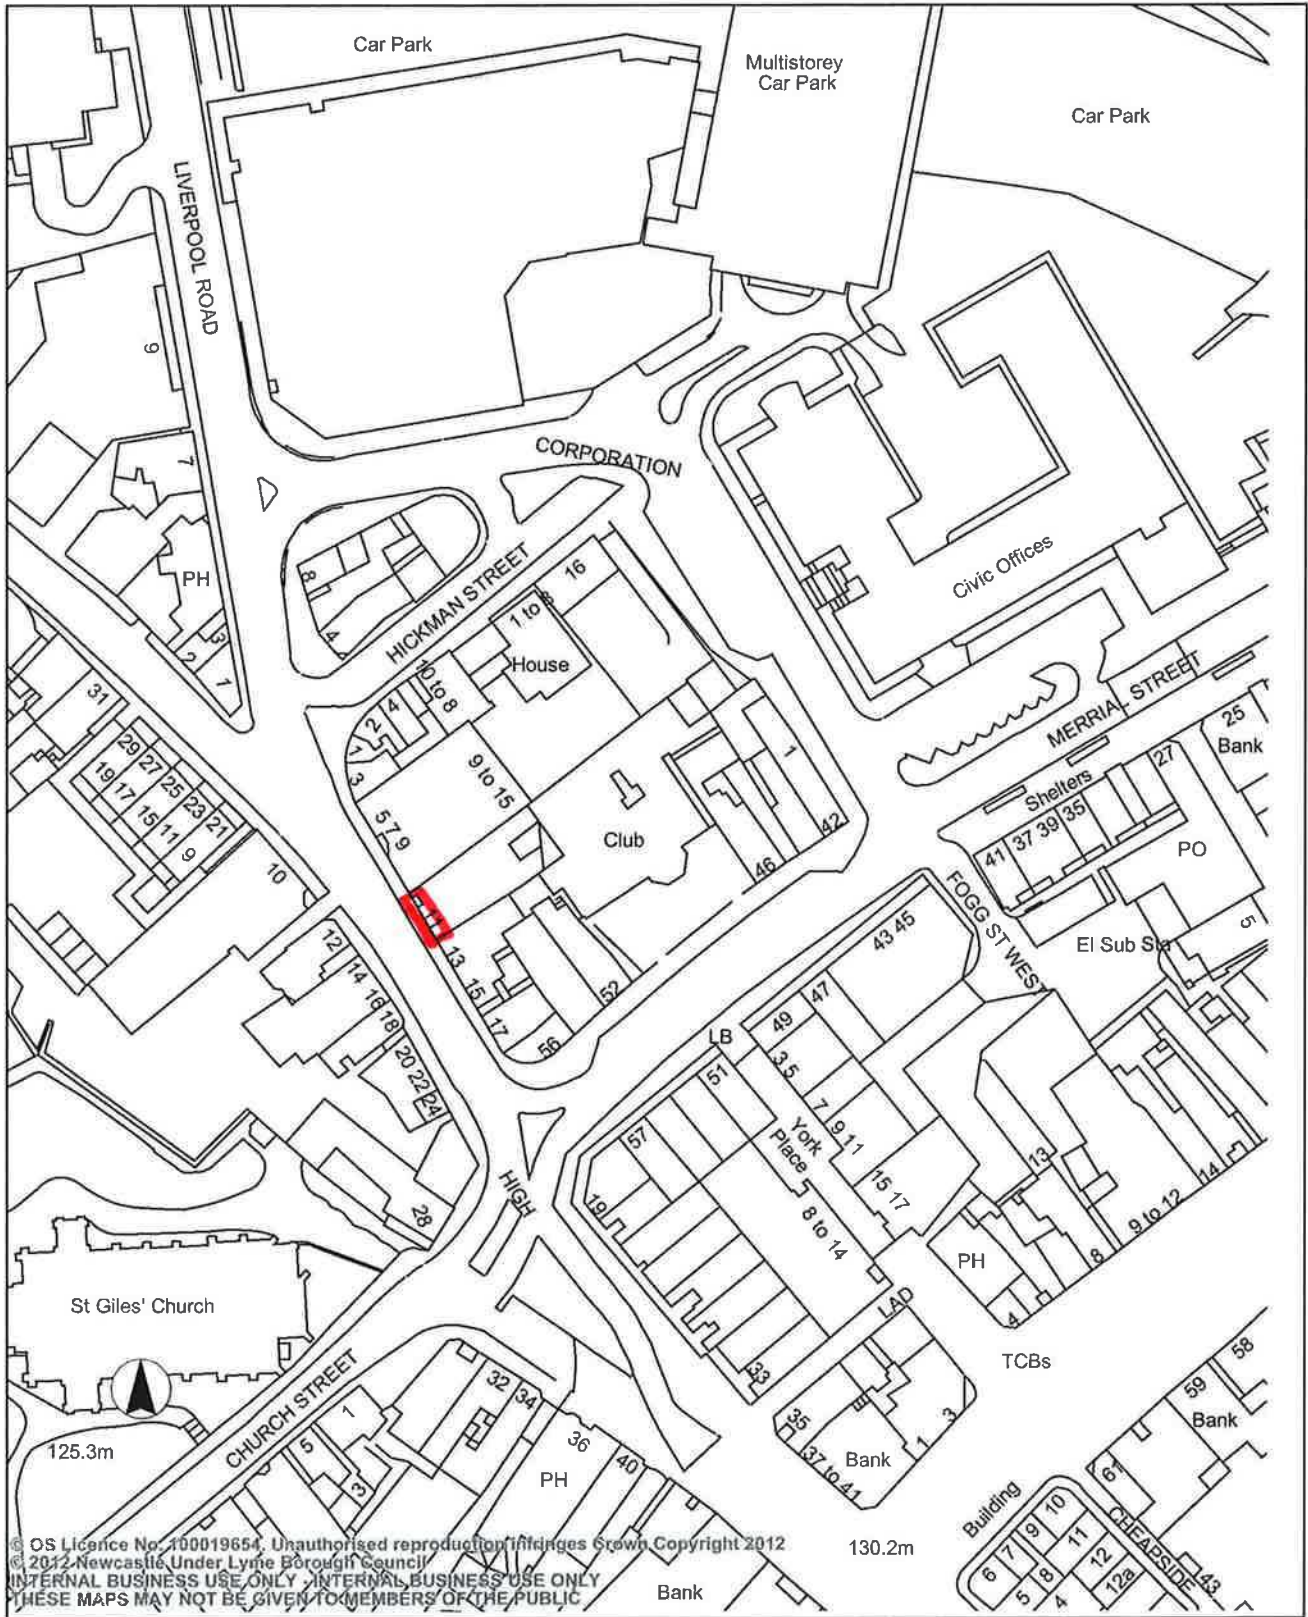 Car Park
Multistorey
Car Park
Car Park
LIVERPOOL ROAD
9
CORPORATION
7
PH
3
2
1
8
4
HICKMAN STREET
16
1 to 8
House
10 to 8
4
2
1
3
Civic Offices
MERRIAL STREET
31
29
27
25
23
21
19
17
15
11
9
10
9 to 15
5 7 9
Club
1
42
46
Shelters
25
Bank
27
35
39
37
41
PO
5
El Sub Sta
FOGG ST WEST
11
13
15
17
52
56
12
14
16
18
20
22
24
28
43 45
47
49
LB
51
3 5
7
9 11
York
Place
15 17
8 to 14
57
19
33
13
14
9 to 12
8
PH
4
HIGH
LAD
TCBs
St Giles' Church
125.3m
CHURCH STREET
1
5
3
32
34
36
PH
40
35
37 to 41
Bank
1
3
58
59
Bank
61
Building
10
9
7
6
11
8
5
12
4
12a
CHEAPSIDE
43
130.2m
Bank
© OS Licence No. 100019654, Unauthorised reproduction infringes Crown Copyright 2012
© 2012 Newcastle Under Lyme Borough Council
INTERNAL BUSINESS USE ONLY - INTERNAL BUSINESS USE ONLY
THESE MAPS MAY NOT BE GIVEN TO MEMBERS OF THE PUBLIC